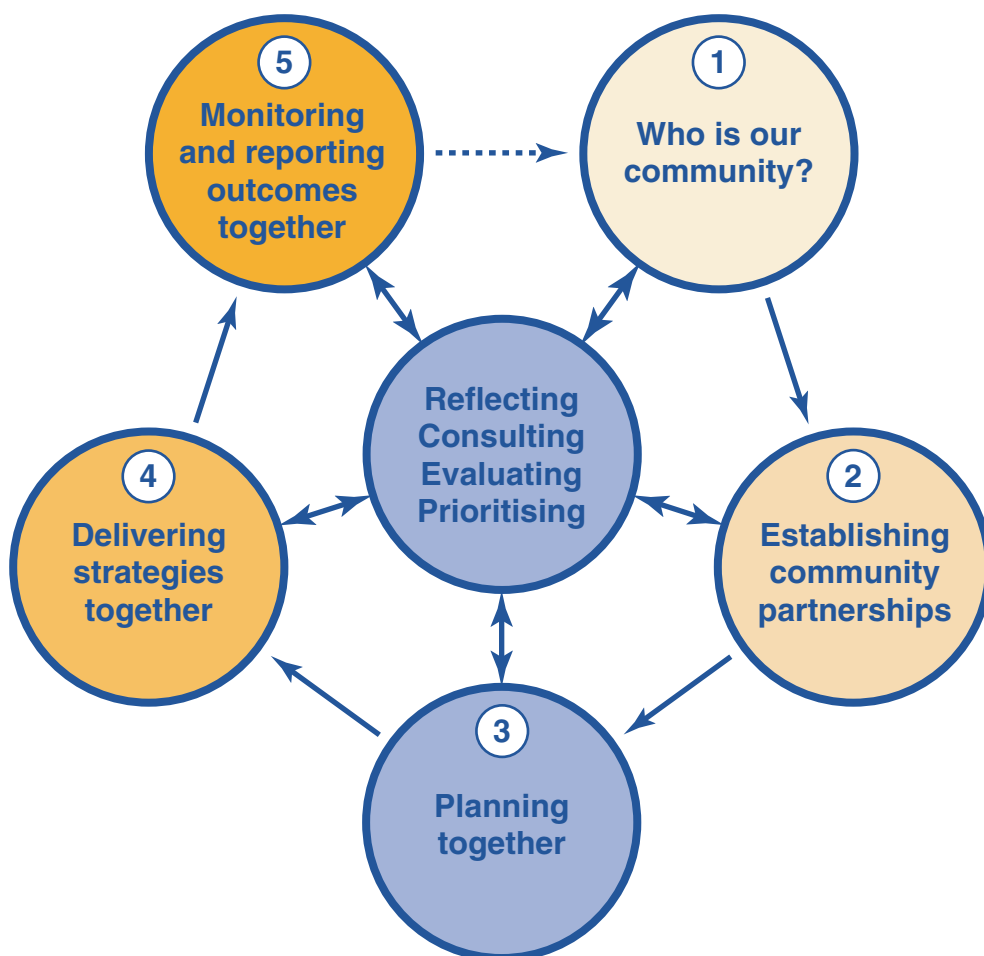 1
Who is our
community?
2
Establishing
community
partnerships
3
Planning
together
4
Delivering
strategies
together
5
Monitoring
and reporting
outcomes
together
Reflecting
Consulting
Evaluating
Prioritising